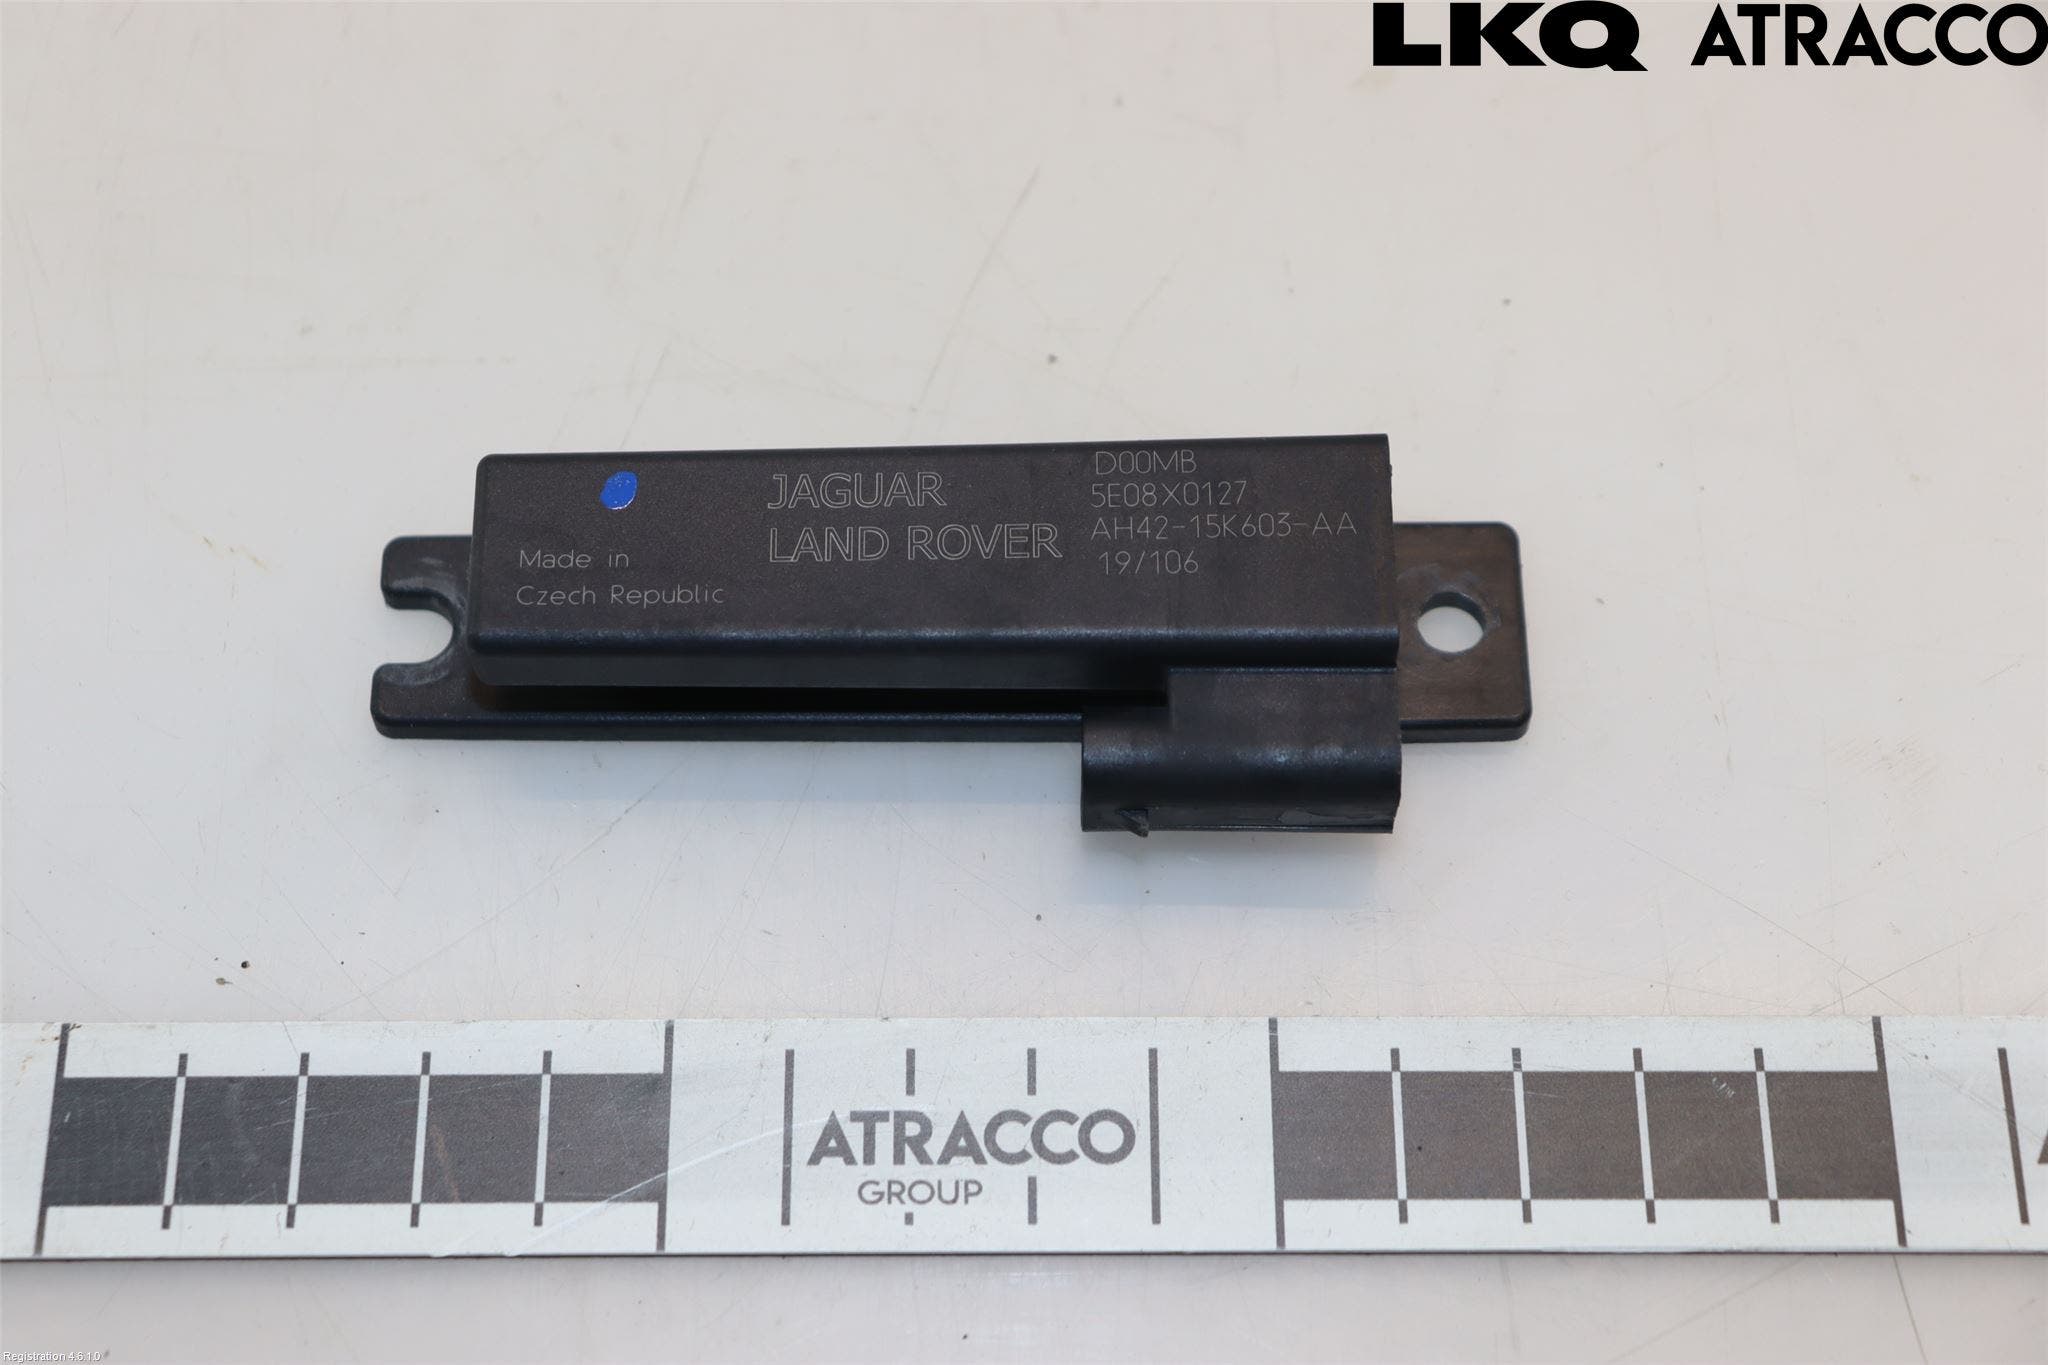 LKQ ATRACCO
JAGUAR
LAND ROVER
D00MB
5E08X0127
AH42-15K603-AA
19/106
Made in
Czech Republic
ATRACCO
GROUP
Registration 4.6.1.0